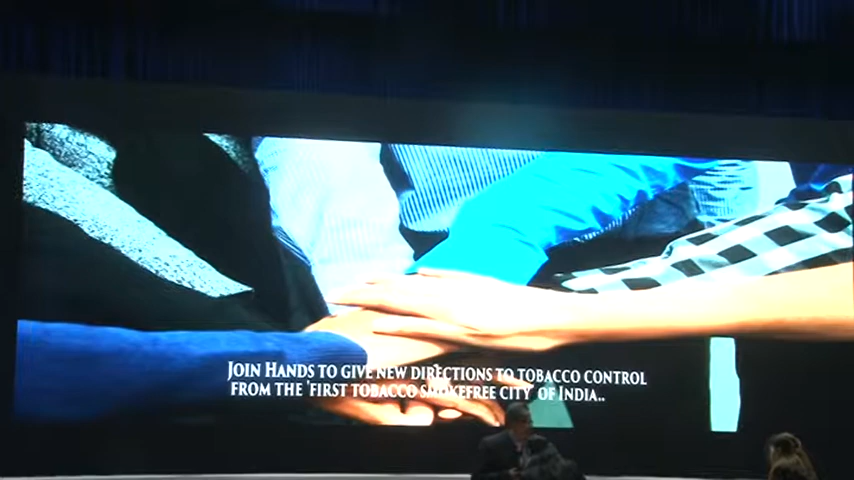 JOIN HANDS TO GIVE NEW DIRECTIONS TO TOBACCO CONTROL
FROM THE 'FIRST TOBACCO SMOKEFREE CITY' OF INDIA..